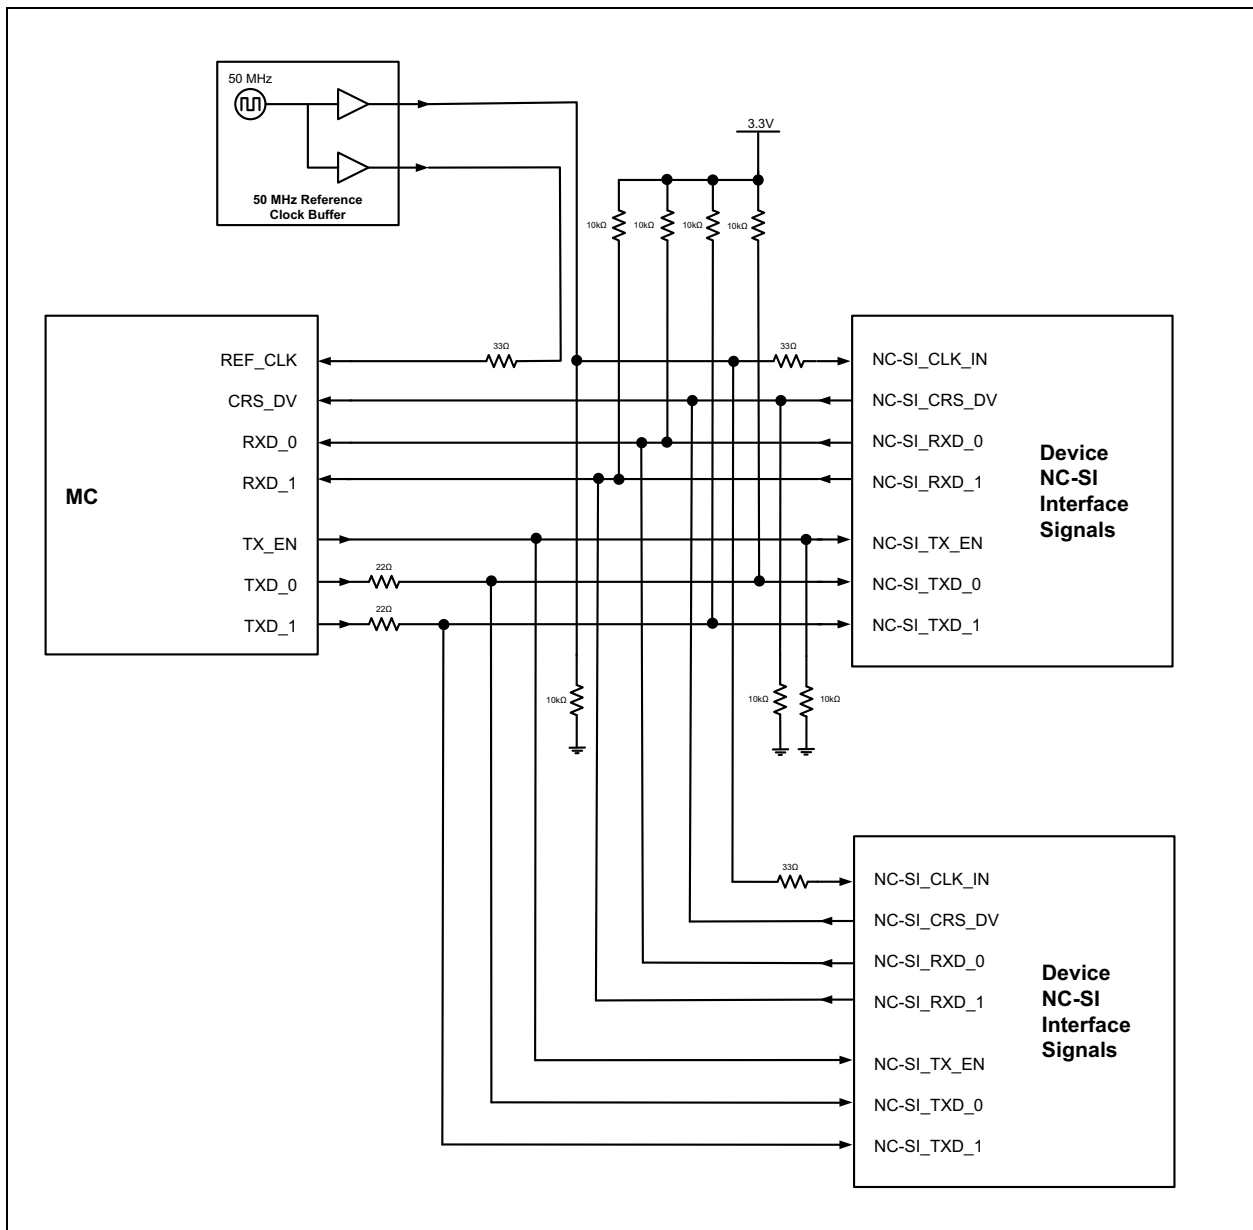 50 MHz
50 MHz Reference
Clock Buffer
3.3V
10kΩ
10kΩ
10kΩ
10kΩ
MC
REF_CLK
CRS_DV
RXD_0
RXD_1
TX_EN
TXD_0
TXD_1
33Ω
33Ω
22Ω
22Ω
NC-SI_CLK_IN
NC-SI_CRS_DV
NC-SI_RXD_0
NC-SI_RXD_1
NC-SI_TX_EN
NC-SI_TXD_0
NC-SI_TXD_1
Device
NC-SI
Interface
Signals
10kΩ
10kΩ
10kΩ
33Ω
NC-SI_CLK_IN
NC-SI_CRS_DV
NC-SI_RXD_0
NC-SI_RXD_1
NC-SI_TX_EN
NC-SI_TXD_0
NC-SI_TXD_1
Device
NC-SI
Interface
Signals